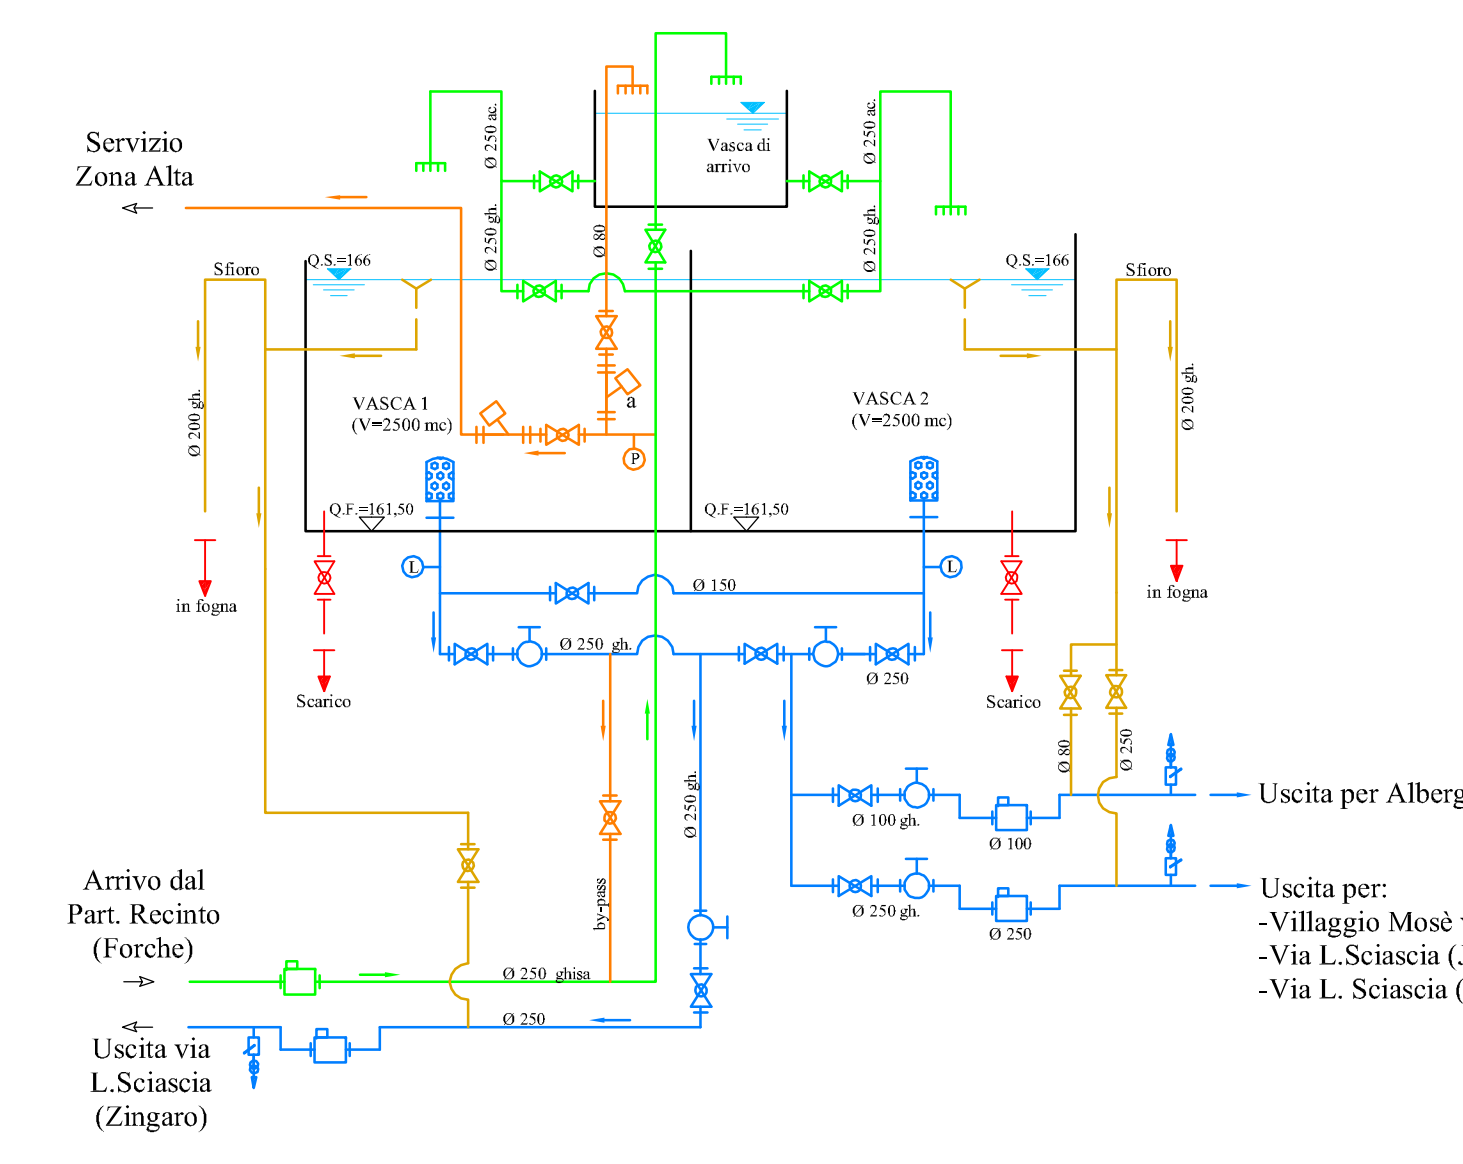 Servizio
Zona Alta
Ø 250 ac.
Ø 250 gh.
Ø 80
Vasca di
arrivo
Ø 250 ac.
Ø 250 gh.
Sfioro
Q.S.=166
Q.S.=166
Sfioro
Ø 200 gh.
VASCA 1
(V=2500 mc)
a
P
VASCA 2
(V=2500 mc)
Ø 200 gh.
Q.F.=161,50
Q.F.=161,50
L
L
in fogna
Ø 150
in fogna
Ø 250 gh.
Ø 250
Scarico
Scarico
Ø 80
Ø 250
Ø 250 gh.
Uscita per Alberg
Ø 100 gh.
Ø 100
Arrivo dal
Part. Recinto
(Forche)
by-pass
Ø 250 gh.
Ø 250
Uscita per:
-Villaggio Mosè
-Via L.Sciascia (
-Via L. Sciascia (
Ø 250 ghisa
Ø 250
Uscita via
L.Sciascia
(Zingaro)